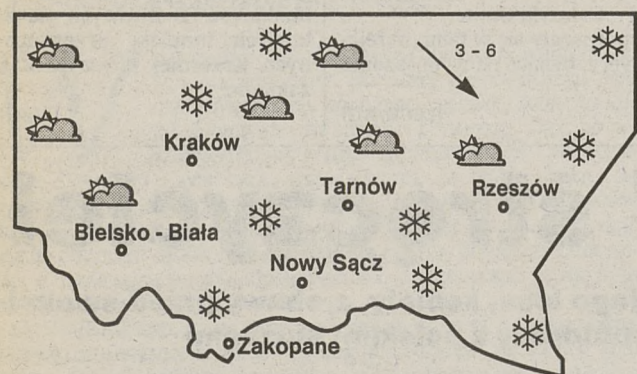 3 - 6
Kraków
Tarnów
Rzeszów
Bielsko - Biała
Nowy Sącz
Zakopane